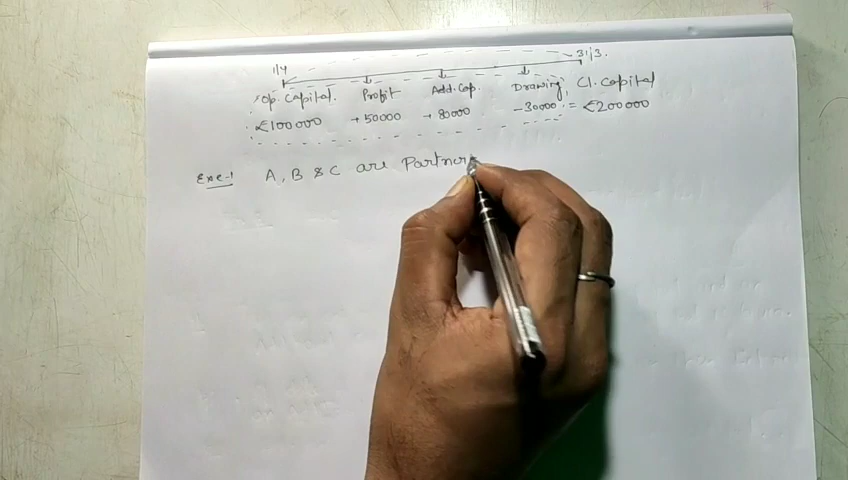 1/4 31/3.
Op. Capital. Profit Add. Cap. Drawing Cl. Capital
₹100000 +50000 +80000 -30000 = ₹200000
Exe-1 A, B & C are Partners